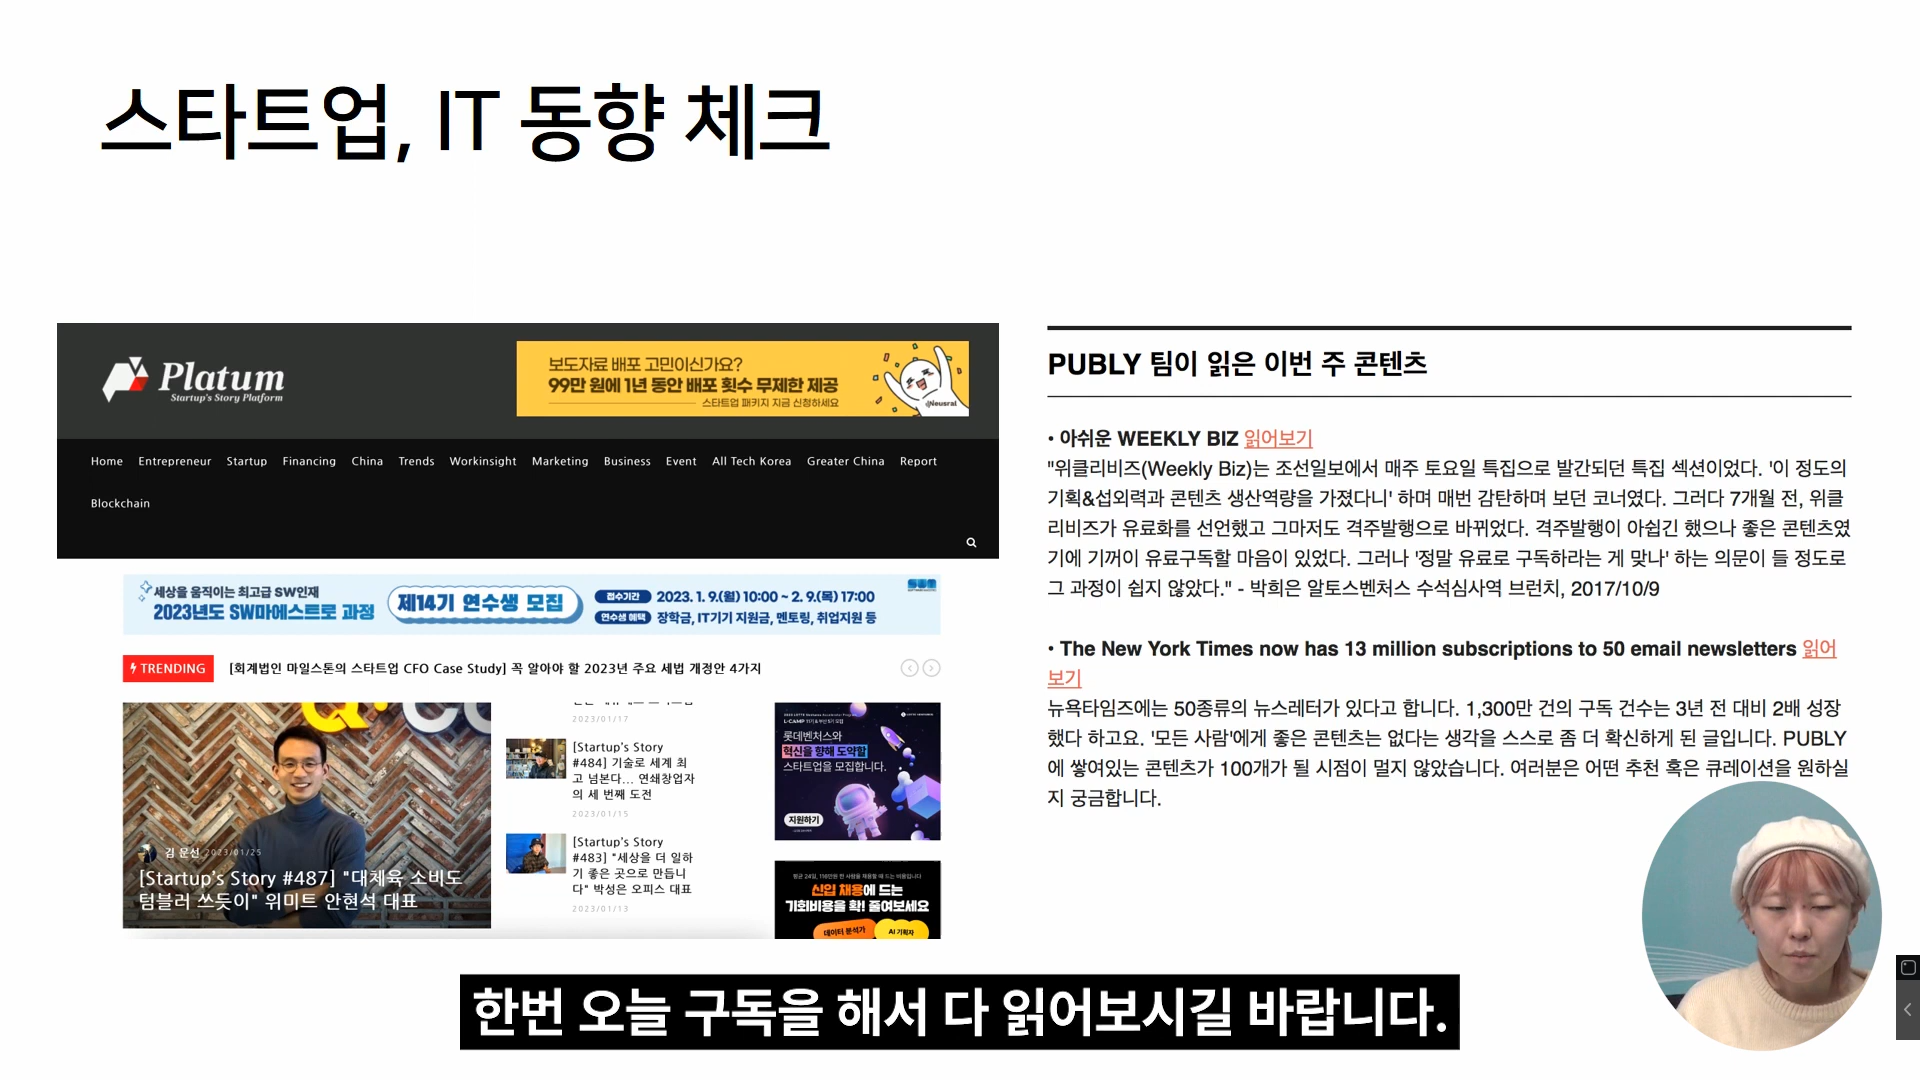 스타트업, IT 동향 체크
Platum
Startup's Story Platform
보도자료 배포 고민이신가요?
99만 원에 1년 동안 배포 횟수 무제한 제공
스타트업 패키지 지금 신청하세요
Neusral
Home Entrepreneur Startup Financing China Trends Workinsight Marketing Business Event All Tech Korea Greater China Report
Blockchain
세상을 움직이는 최고급 SW인재
2023년도 SW마에스트로 과정
제14기 연수생 모집
접수기간 2023. 1. 9.(월) 10:00 ~ 2. 9.(목) 17:00
연수생 혜택 장학금, IT기기 지원금, 멘토링, 취업지원 등
TRENDING [회계법인 마일스톤의 스타트업 CFO Case Study] 꼭 알아야 할 2023년 주요 세법 개정안 4가지
김 문선 2023/01/25
[Startup's Story #487] "대체육 소비도
텀블러 쓰듯이" 위미트 안현석 대표
2023/01/17
[Startup's Story
#484] 기술로 세계 최
고 넘본다… 연쇄창업자
의 세 번째 도전
2023/01/15
[Startup's Story
#483] "세상을 더 일하
기 좋은 곳으로 만듭니
다" 박성은 오피스 대표
2023/01/13
롯데벤처스와
혁신을 향해 도약할
스타트업을 모집합니다.
지원하기
신입 채용에 드는
기회비용을 확! 줄여보세요
데이터 분석가
AI 기획자
PUBLY 팀이 읽은 이번 주 콘텐츠
• 아쉬운 WEEKLY BIZ 읽어보기
"위클리비즈(Weekly Biz)는 조선일보에서 매주 토요일 특집으로 발간되던 특집 섹션이었다. '이 정도의
기획&섭외력과 콘텐츠 생산역량을 가졌다니' 하며 매번 감탄하며 보던 코너였다. 그러다 7개월 전, 위클
리비즈가 유료화를 선언했고 그마저도 격주발행으로 바뀌었다. 격주발행이 아쉽긴 했으나 좋은 콘텐츠였
기에 기꺼이 유료구독할 마음이 있었다. 그러나 '정말 유료로 구독하라는 게 맞나' 하는 의문이 들 정도로
그 과정이 쉽지 않았다." - 박희은 알토스벤처스 수석심사역 브런치, 2017/10/9
• The New York Times now has 13 million subscriptions to 50 email newsletters 읽어
보기
뉴욕타임즈에는 50종류의 뉴스레터가 있다고 합니다. 1,300만 건의 구독 건수는 3년 전 대비 2배 성장
했다 하고요. '모든 사람'에게 좋은 콘텐츠는 없다는 생각을 스스로 좀 더 확신하게 된 글입니다. PUBLY
에 쌓여있는 콘텐츠가 100개가 될 시점이 멀지 않았습니다. 여러분은 어떤 추천 혹은 큐레이션을 원하실
지 궁금합니다.
한번 오늘 구독을 해서 다 읽어보시길 바랍니다.